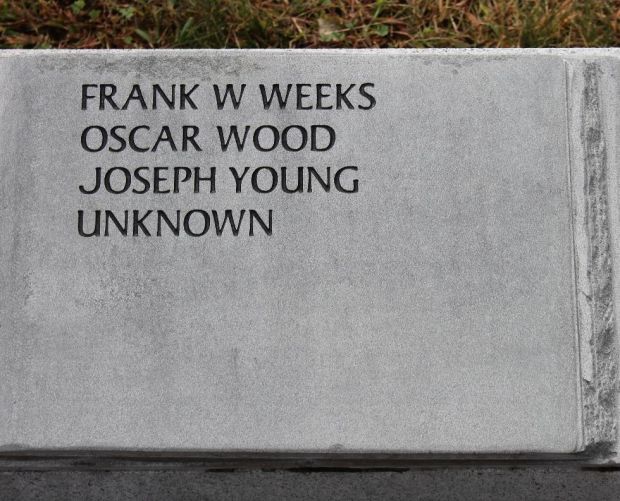 FRANK W WEEKS
OSCAR WOOD
JOSEPH YOUNG
UNKNOWN